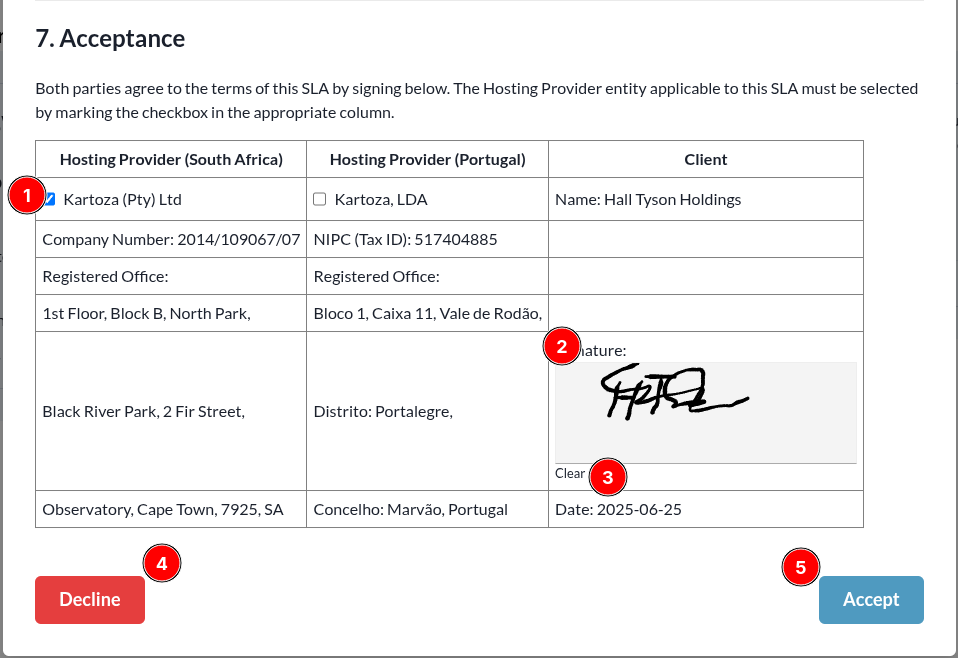 7. Acceptance
Both parties agree to the terms of this SLA by signing below. The Hosting Provider entity applicable to this SLA must be selected
by marking the checkbox in the appropriate column.
Hosting Provider (South Africa) Hosting Provider (Portugal) Client
1 Kartoza (Pty) Ltd Kartoza, LDA Name: Hall Tyson Holdings
Company Number: 2014/109067/07 NIPC (Tax ID): 517404885
Registered Office: Registered Office:
1st Floor, Block B, North Park, Bloco 1, Caixa 11, Vale de Rodão,
2 nature:
Black River Park, 2 Fir Street, Distrito: Portalegre,
Clear 3
Observatory, Cape Town, 7925, SA Concelho: Marvão, Portugal Date: 2025-06-25
4 5
Decline Accept